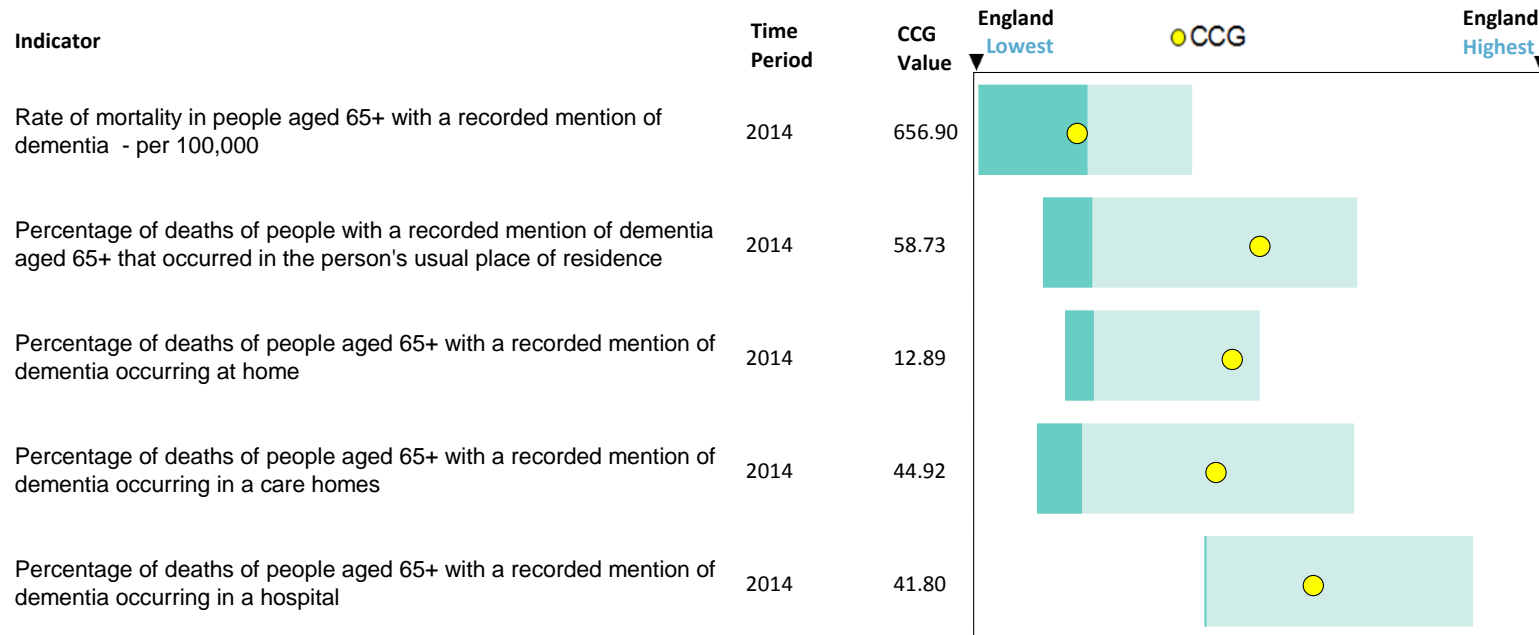 Indicator
Time
Period
CCG
Value
England
Lowest
CCG
England
Highest
Rate of mortality in people aged 65+ with a recorded mention of
dementia - per 100,000
2014
656.90
Percentage of deaths of people with a recorded mention of dementia
aged 65+ that occurred in the person's usual place of residence
2014
58.73
Percentage of deaths of people aged 65+ with a recorded mention of
dementia occurring at home
2014
12.89
Percentage of deaths of people aged 65+ with a recorded mention of
dementia occurring in a care homes
2014
44.92
Percentage of deaths of people aged 65+ with a recorded mention of
dementia occurring in a hospital
2014
41.80